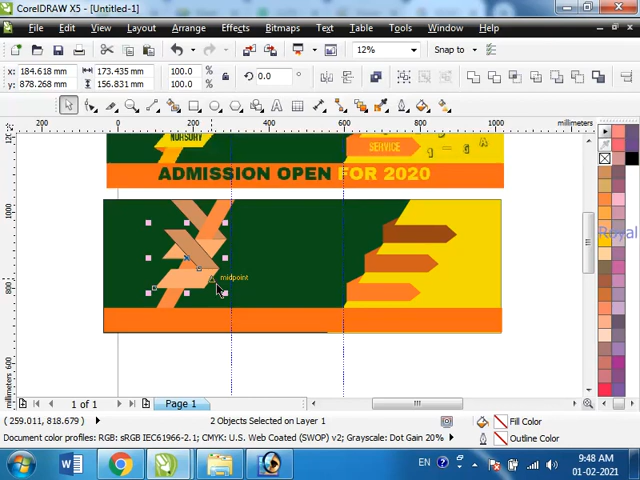 CorelDRAW X5 - [Untitled-1]
File Edit View Layout Arrange Effects Bitmaps Text Table Tools Window Help
12% Snap to
x: 184.618 mm 173.435 mm 100.0 % 0.0
y: 878.268 mm 156.831 mm 100.0 %
200 0 200 400 600 800 1000 millimeters
NURSURY
SERVICE
ADMISSION OPEN FOR 2020
1000
800
600
400
millimeters
Royal
midpoint
1 of 1 Page 1
(259.011, 818.679) 2 Objects Selected on Layer 1 Fill Color
Document color profiles: RGB: sRGB IEC61966-2.1; CMYK: U.S. Web Coated (SWOP) v2; Grayscale: Dot Gain 20% Outline Color
EN 9:48 AM
01-02-2021